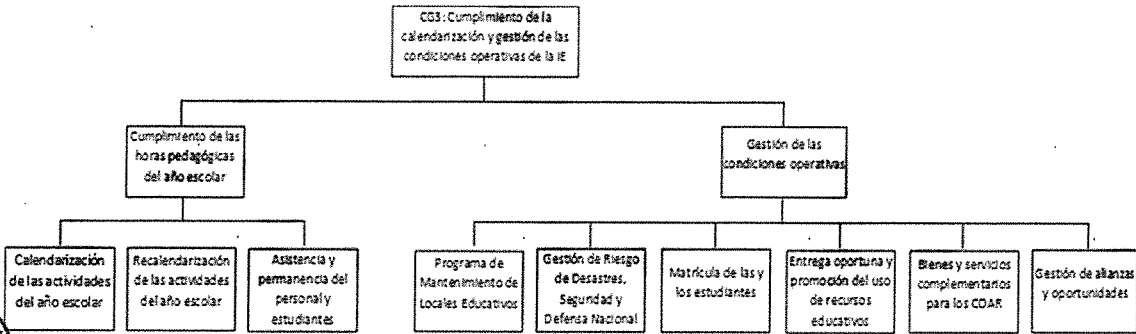 CG3: Cumplimiento de la
calendarización y gestión de las
condiciones operativas de la IE
Cumplimiento de las
horas pedagógicas
del año escolar
Gestión de las
condiciones operativas
Calendarización
de las actividades
del año escolar
Recalendarización
de las actividades
del año escolar
Asistencia y
permanencia del
personal y
estudiantes
Programa de
Mantenimiento de
Locales Educativos
Gestión de Riesgo
de Desastres,
Seguridad y
Defensa Nacional
Matrícula de las y
los estudiantes
Entrega oportuna y
promoción del uso
de recursos
educativos
Bienes y servicios
complementarios
para los COAR
Gestión de alianzas
y oportunidades